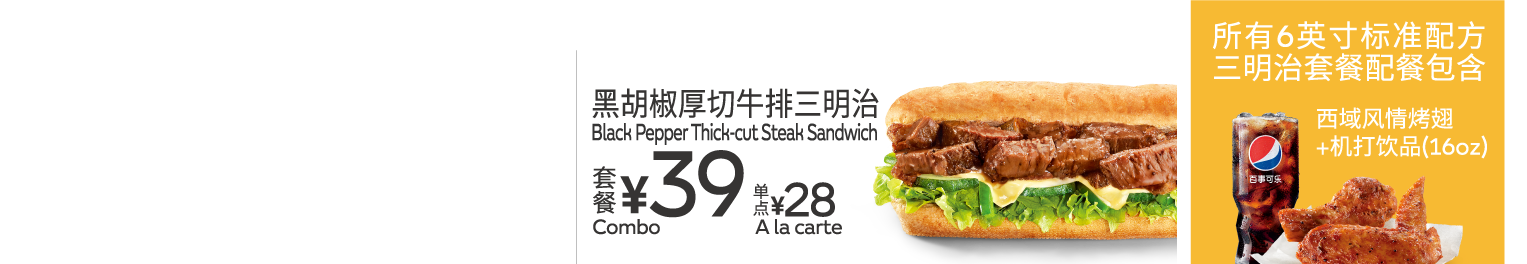 黑胡椒厚切牛排三明治
Black Pepper Thick-cut Steak Sandwich
套餐 ¥39 单点 ¥28
Combo A la carte
所有6英寸标准配方
三明治套餐配餐包含
西域风情烤翅
+机打饮品(16oz)
百事可乐